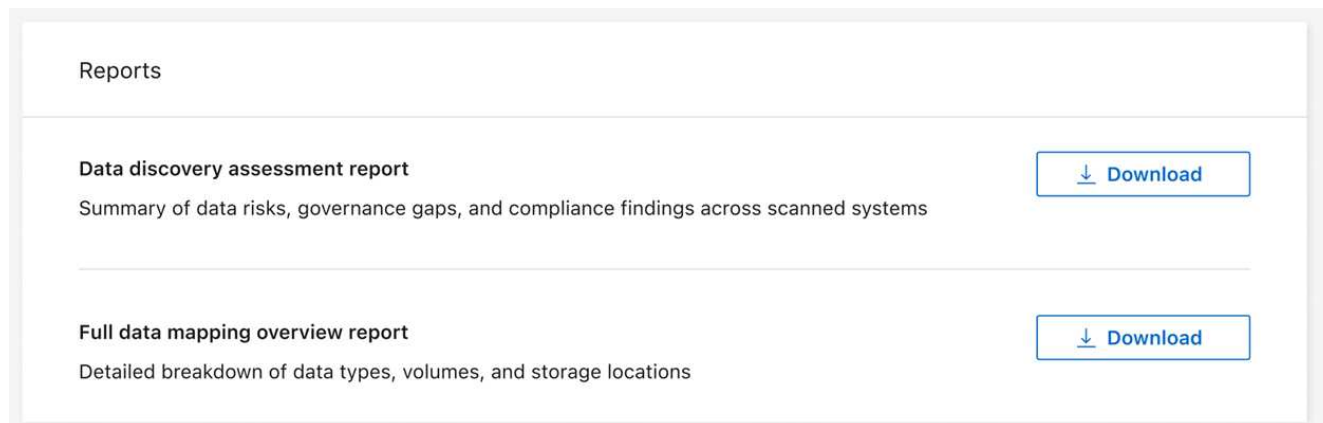 Reports
Data discovery assessment report
Download
Summary of data risks, governance gaps, and compliance findings across scanned systems
Full data mapping overview report
Download
Detailed breakdown of data types, volumes, and storage locations